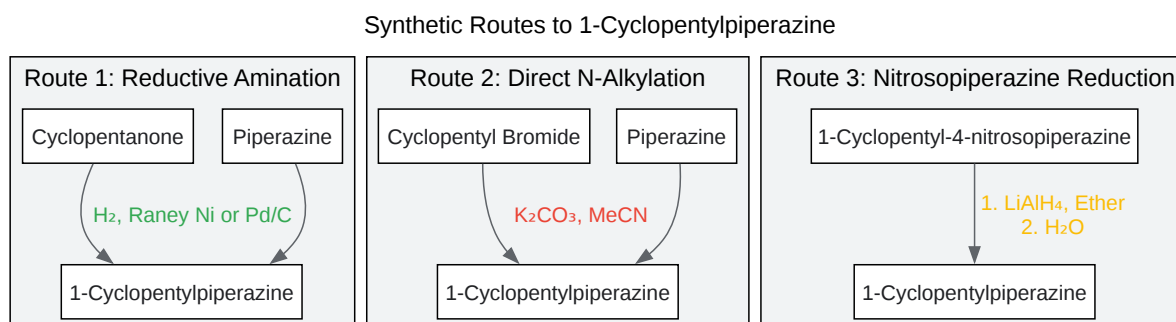 Synthetic Routes to 1-Cyclopentylpiperazine
Route 1: Reductive Amination
Cyclopentanone
Piperazine
H₂, Raney Ni or Pd/C
1-Cyclopentylpiperazine
Route 2: Direct N-Alkylation
Cyclopentyl Bromide
Piperazine
K₂CO₃, MeCN
1-Cyclopentylpiperazine
Route 3: Nitrosopiperazine Reduction
1-Cyclopentyl-4-nitrosopiperazine
1. LiAlH₄, Ether
2. H₂O
1-Cyclopentylpiperazine